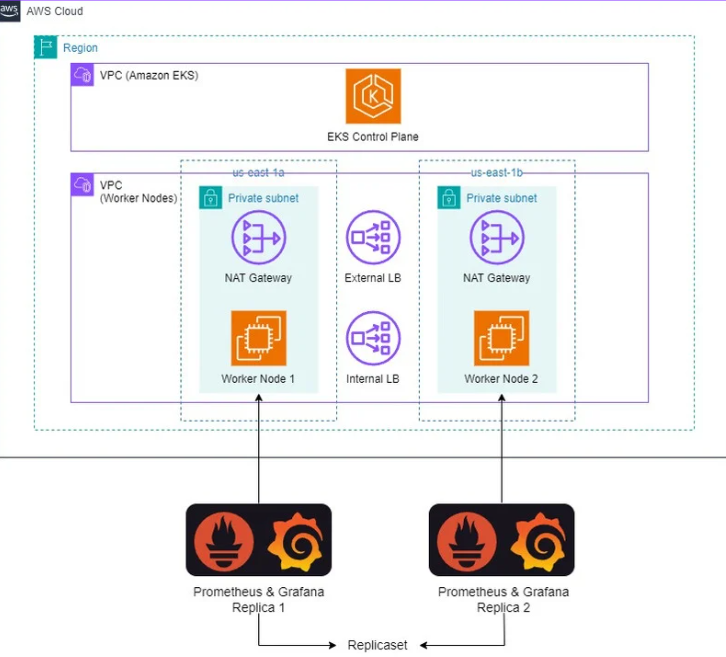 aws
AWS Cloud
Region
VPC (Amazon EKS)
EKS Control Plane
VPC
(Worker Nodes)
us-east-1a
us-east-1b
Private subnet
Private subnet
NAT Gateway
External LB
NAT Gateway
Worker Node 1
Internal LB
Worker Node 2
Prometheus & Grafana
Replica 1
Prometheus & Grafana
Replica 2
Replicaset